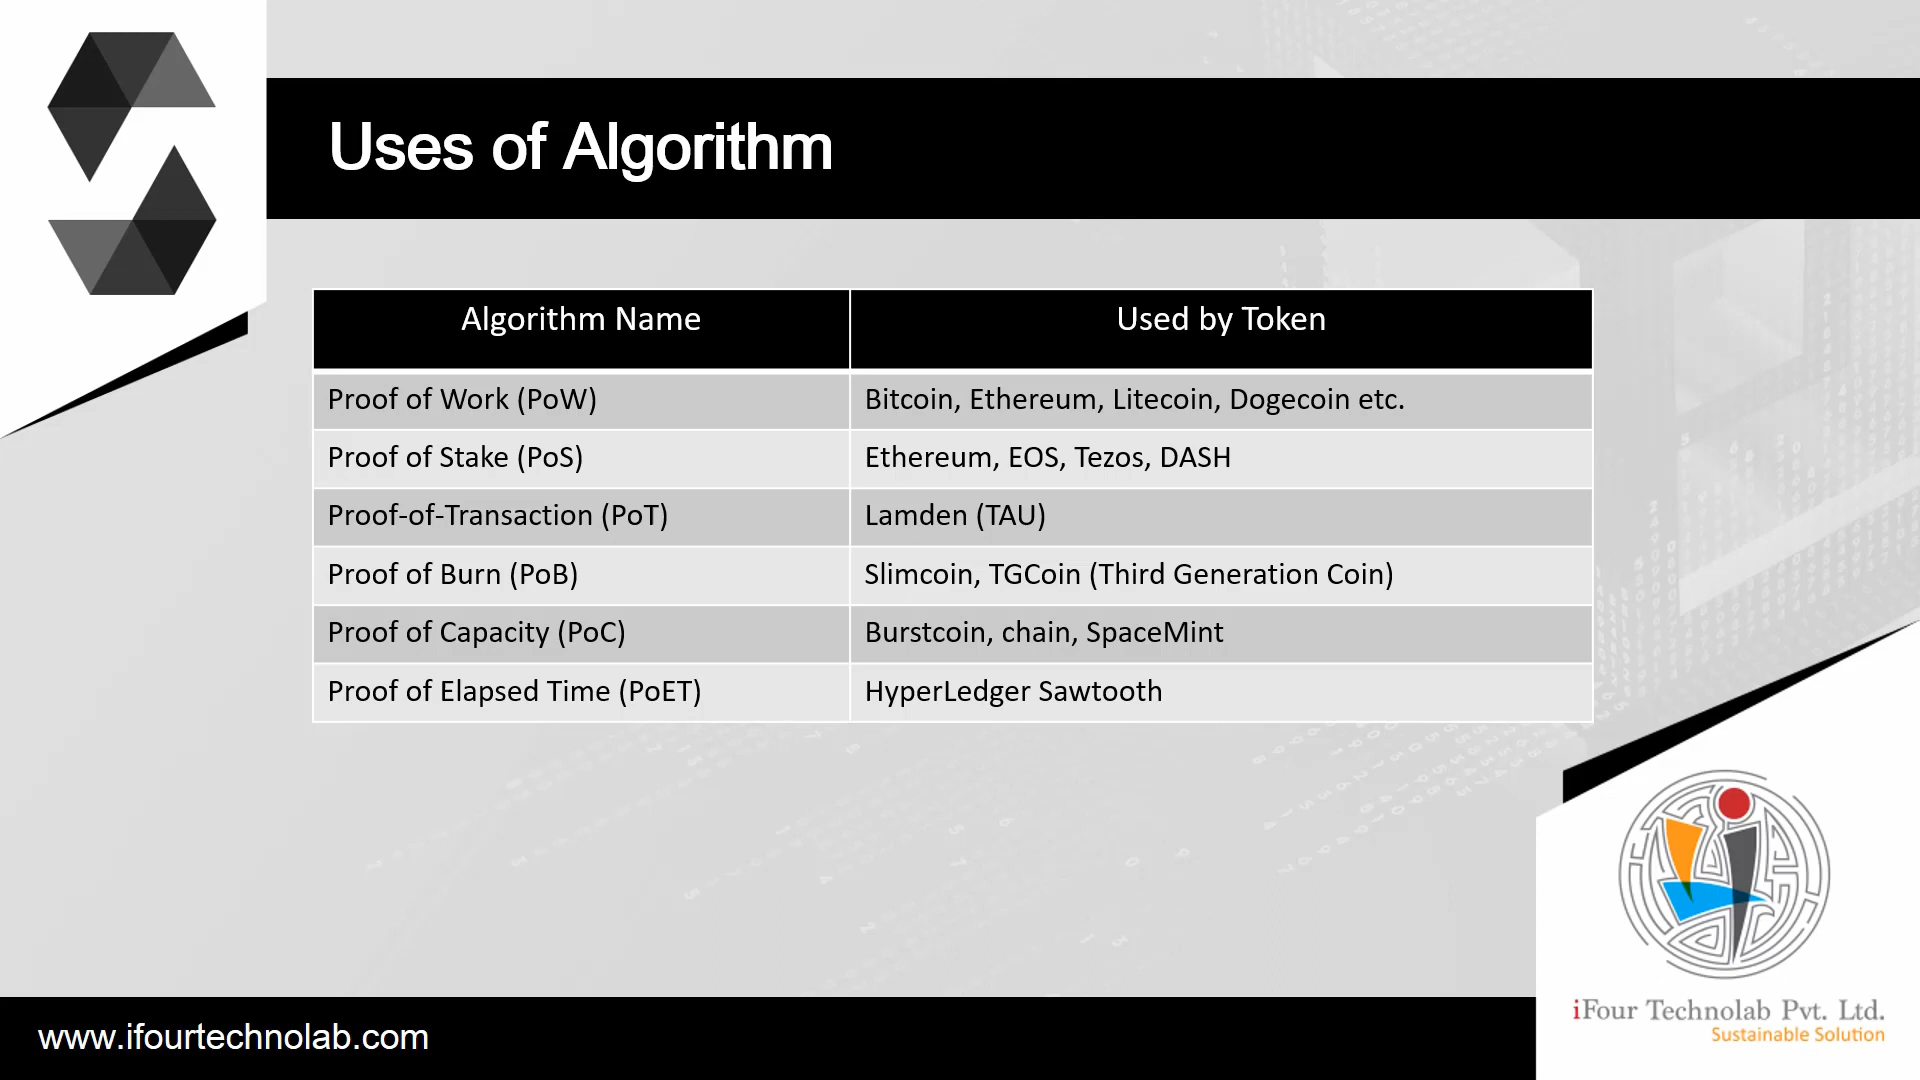 Uses of Algorithm
Algorithm Name
Used by Token
Proof of Work (PoW)
Bitcoin, Ethereum, Litecoin, Dogecoin etc.
Proof of Stake (PoS)
Ethereum, EOS, Tezos, DASH
Proof-of-Transaction (PoT)
Lamden (TAU)
Proof of Burn (PoB)
Slimcoin, TGCoin (Third Generation Coin)
Proof of Capacity (PoC)
Burstcoin, chain, SpaceMint
Proof of Elapsed Time (PoET)
HyperLedger Sawtooth
www.ifourtechnolab.com
iFour Technolab Pvt. Ltd.
Sustainable Solution